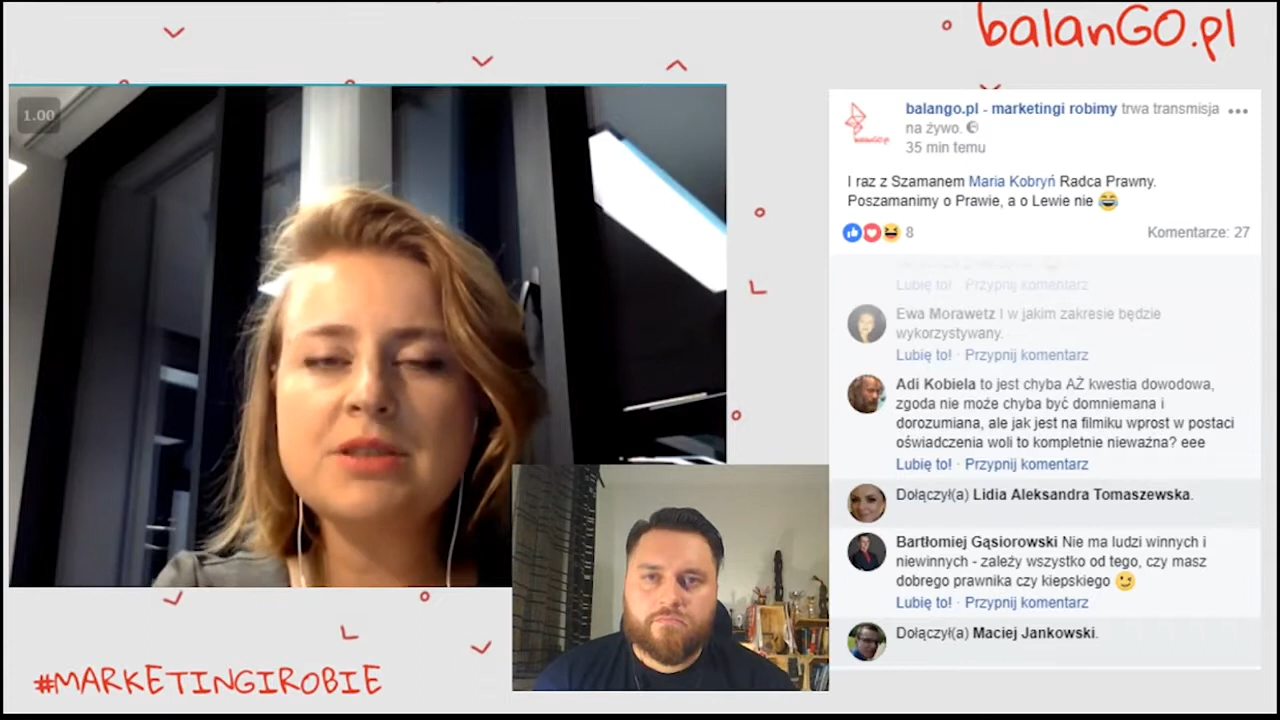 balanGO.pl
1.00
balango.pl - marketingi robimy trwa transmisja
na żywo.
35 min temu
balanGO.pl
I raz z Szamanem Maria Kobryń Radca Prawny.
Poszamanimy o Prawie, a o Lewie nie 😂
8
Komentarze: 27
Lubię to! · Przypnij komentarz
Ewa Morawetz I w jakim zakresie będzie
wykorzystywany.
Lubię to! · Przypnij komentarz
Adi Kobiela to jest chyba AŻ kwestia dowodowa,
zgoda nie może chyba być domniemana i
dorozumiana, ale jak jest na filmiku wprost w postaci
oświadczenia woli to kompletnie nieważna? eee
Lubię to! · Przypnij komentarz
Dołączył(a) Lidia Aleksandra Tomaszewska.
Bartłomiej Gąsiorowski Nie ma ludzi winnych i
niewinnych - zależy wszystko od tego, czy masz
dobrego prawnika czy kiepskiego 😉
Lubię to! · Przypnij komentarz
Dołączył(a) Maciej Jankowski.
#MARKETINGIROBIE